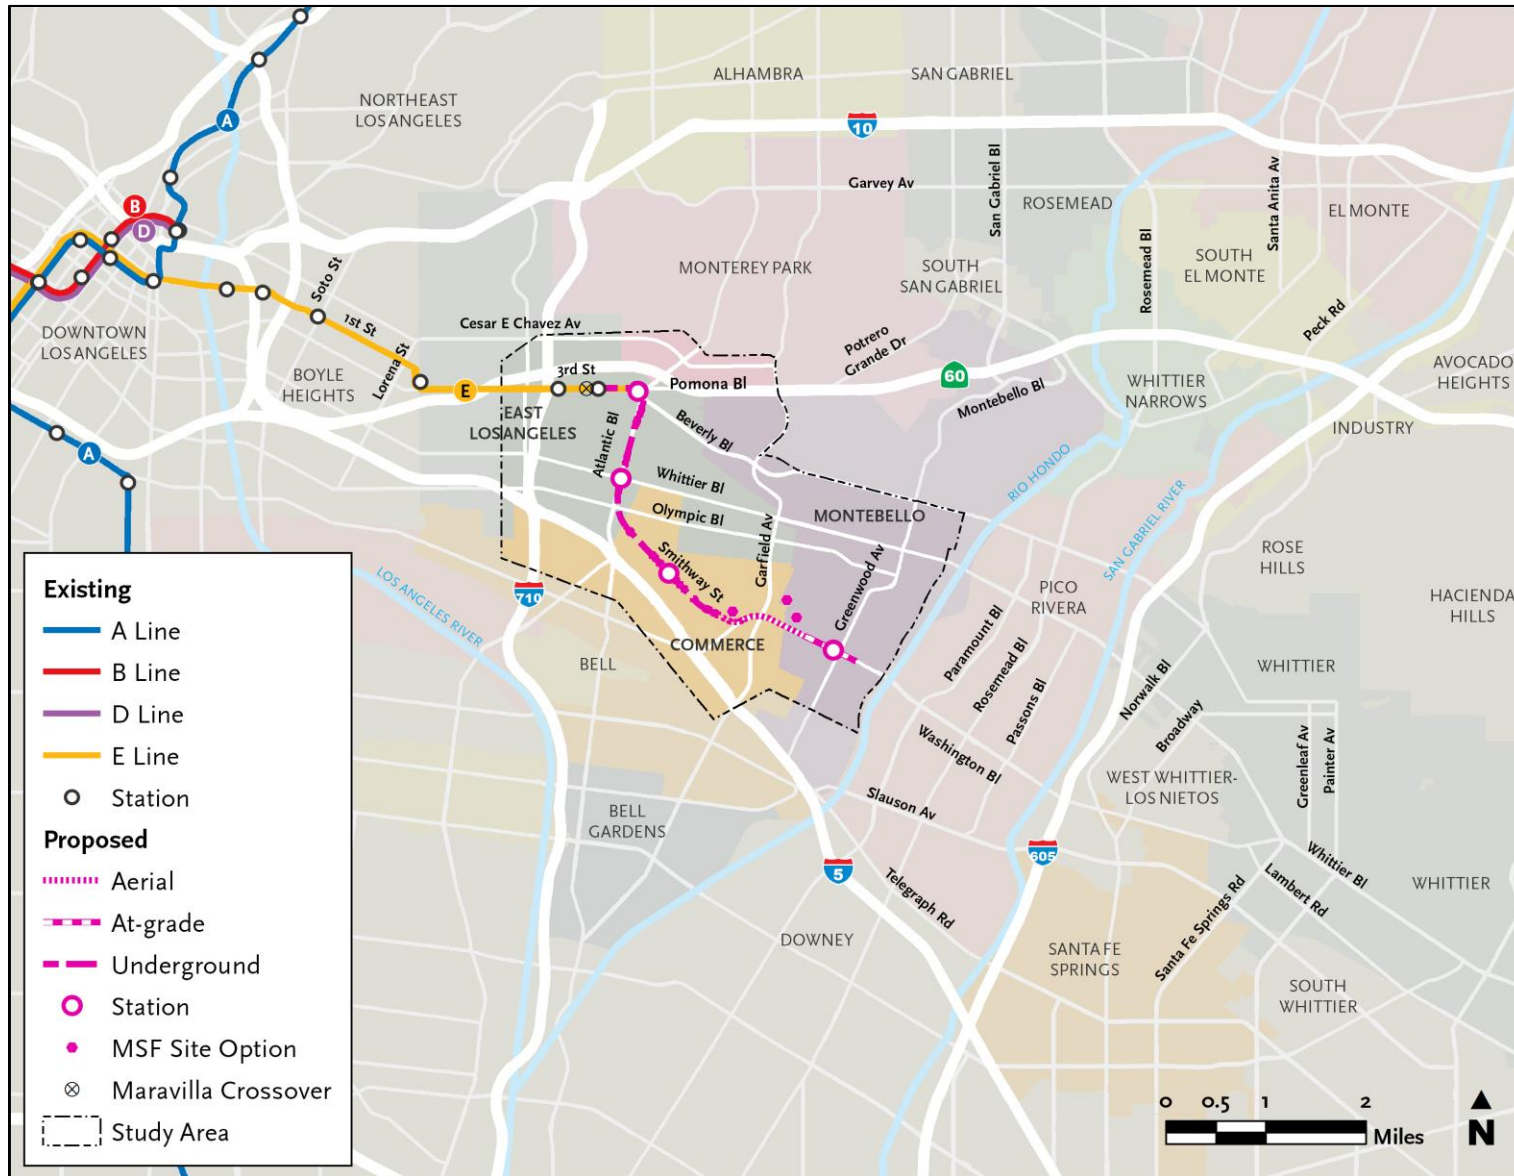 ALHAMBRA
SAN GABRIEL
NORTHEAST
LOS ANGELES
A
10
San Gabriel Bl
Santa Anita Av
Garvey Av
ROSEMEAD
EL MONTE
B
D
Rosemead Bl
SOUTH
EL MONTE
MONTEREY PARK
SOUTH
SAN GABRIEL
Soto St
1st St
Cesar E Chavez Av
Peck Rd
DOWNTOWN
LOS ANGELES
Potrero
Grande Dr
Lorena St
BOYLE
HEIGHTS
3rd St
Pomona Bl
60
AVOCADO
HEIGHTS
E
Montebello Bl
WHITTIER
NARROWS
EAST
LOS ANGELES
Atlantic Bl
Beverly Bl
INDUSTRY
A
Whittier Bl
RIO HONDO
SAN GABRIEL RIVER
Olympic Bl
MONTEBELLO
Garfield Av
Greenwood Av
Smithway St
ROSE
HILLS
LOS ANGELES RIVER
710
PICO
RIVERA
HACIENDA
HILLS
COMMERCE
BELL
Paramount Bl
Rosemead Bl
Passons Bl
Norwalk Bl
Broadway
WHITTIER
Greenleaf Av
Painter Av
Washington Bl
WEST WHITTIER-
LOS NIETOS
Slauson Av
BELL
GARDENS
5
605
Whittier Bl
Telegraph Rd
Santa Fe Springs Rd
Lambert Rd
WHITTIER
DOWNEY
SANTA FE
SPRINGS
SOUTH
WHITTIER
Existing
A Line
B Line
D Line
E Line
Station
Proposed
Aerial
At-grade
Underground
Station
MSF Site Option
Maravilla Crossover
Study Area
0 0.5 1 2
Miles
N